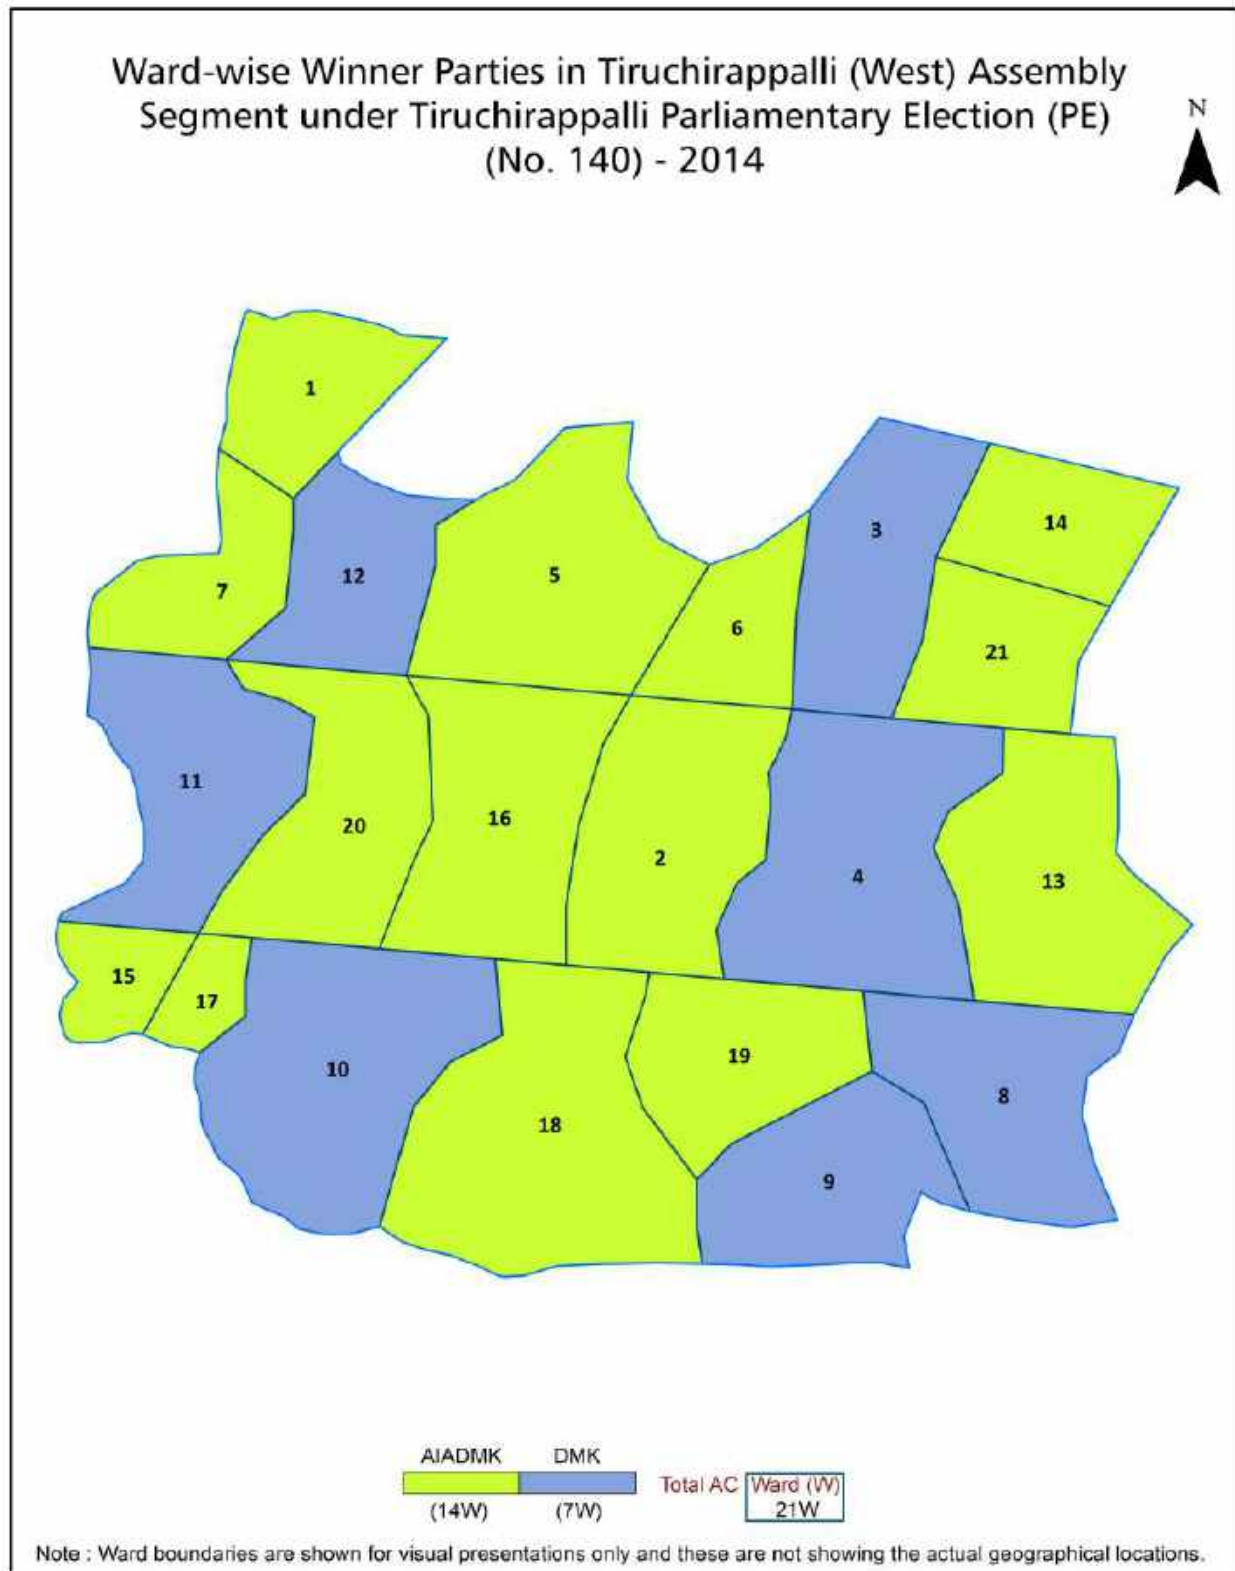 Ward-wise Winner Parties in Tiruchirappalli (West) Assembly
Segment under Tiruchirappalli Parliamentary Election (PE)
(No. 140) - 2014
N
1
14
3
12
5
7
6
21
11
16
20
2
4
13
15
17
19
10
8
18
9
AIADMK DMK
Total AC Ward (W)
(14W) (7W) 21W
Note : Ward boundaries are shown for visual presentations only and these are not showing the actual geographical locations.